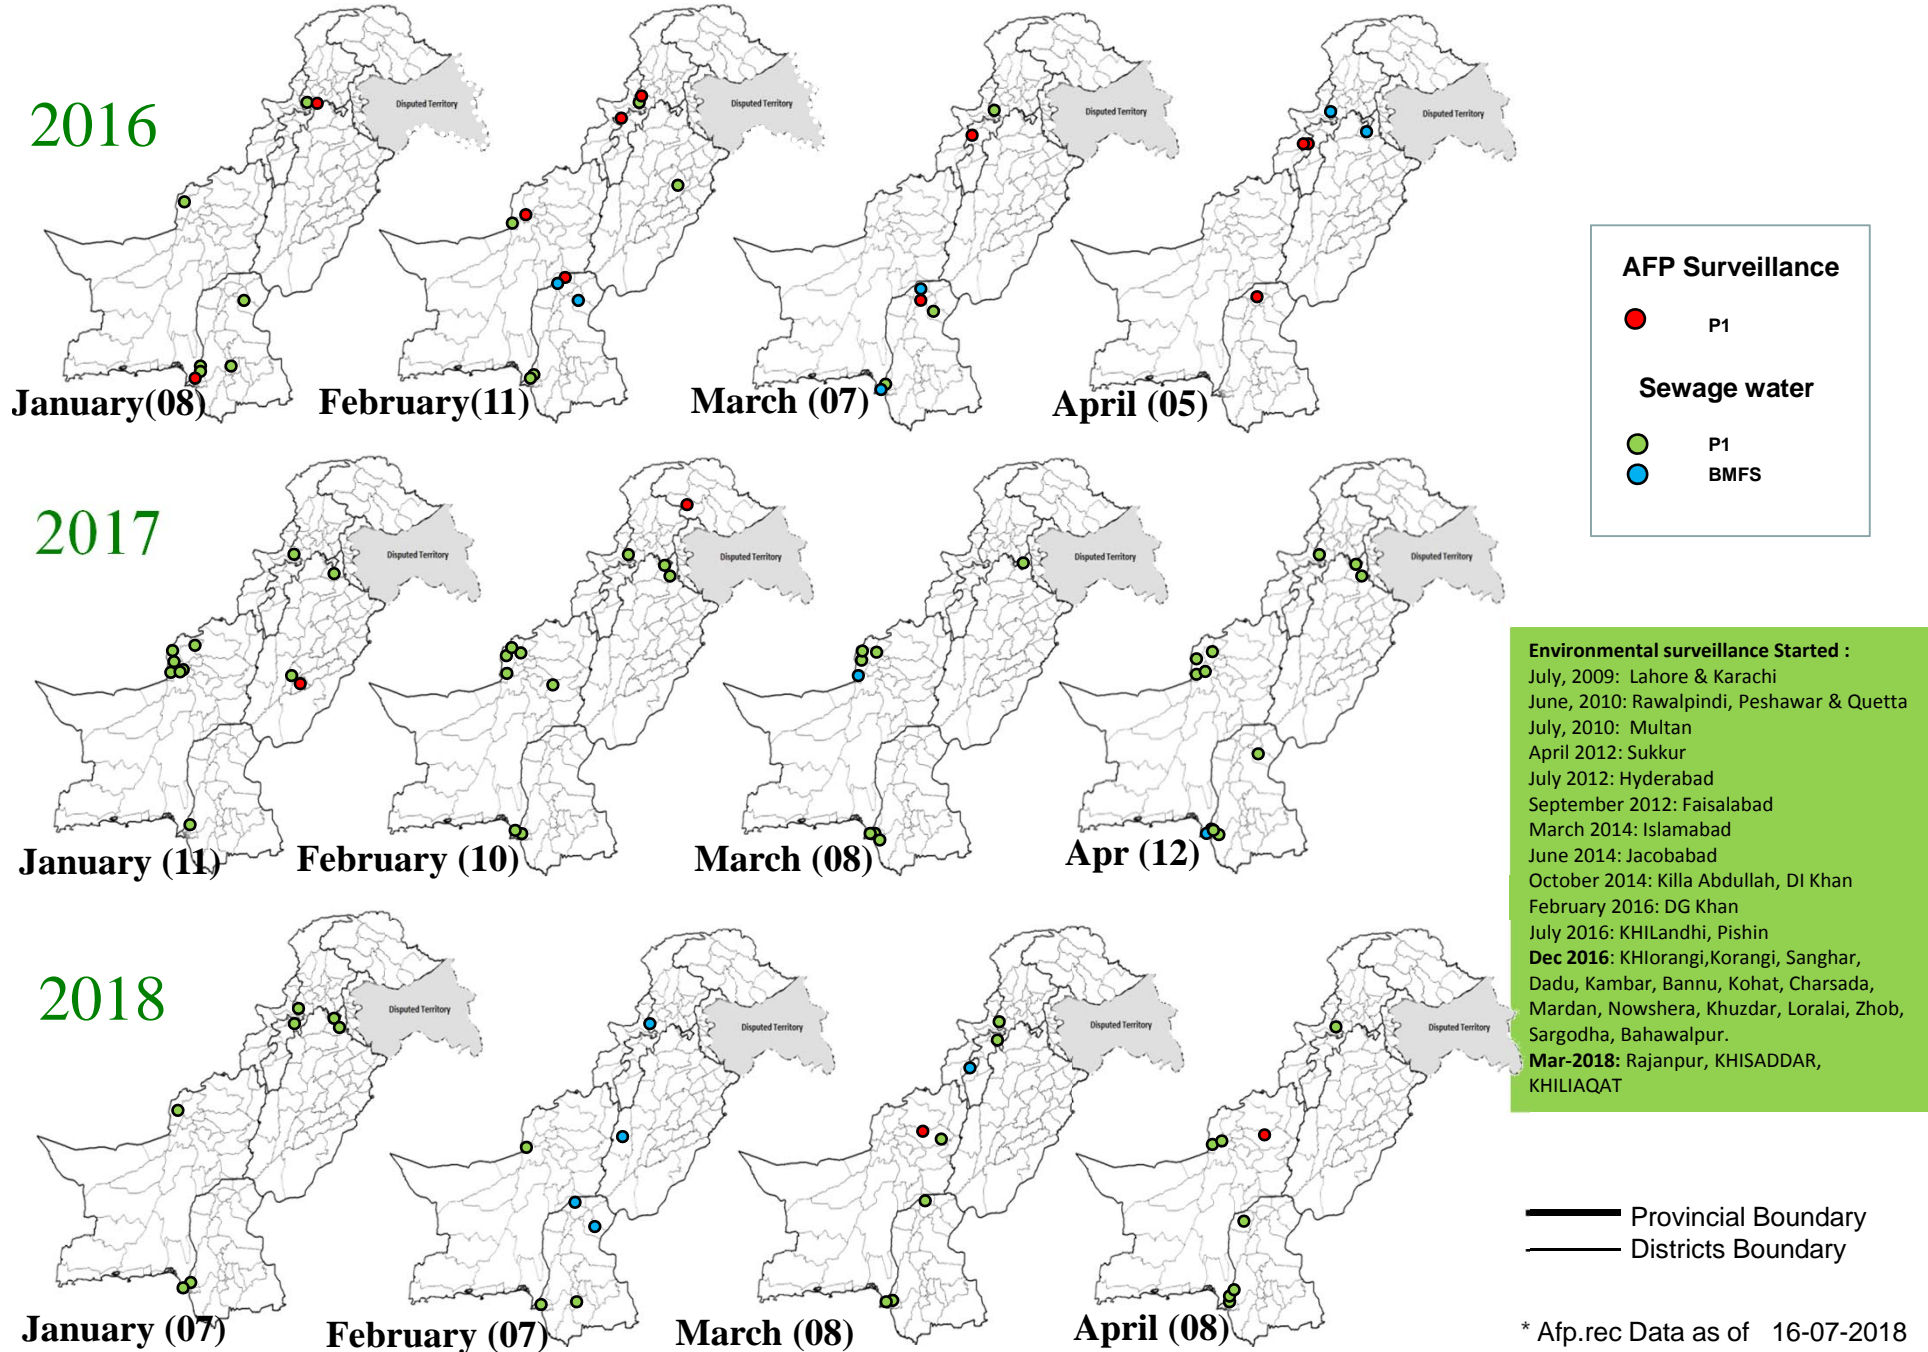 2016
Disputed Territory
Disputed Territory
Disputed Territory
Disputed Territory
January(08)
February(11)
March (07)
April (05)
AFP Surveillance
P1
Sewage water
P1
BMFS
2017
Disputed Territory
Disputed Territory
Disputed Territory
Disputed Territory
January (11)
February (10)
March (08)
Apr (12)
Environmental surveillance Started :
July, 2009: Lahore & Karachi
June, 2010: Rawalpindi, Peshawar & Quetta
July, 2010: Multan
April 2012: Sukkur
July 2012: Hyderabad
September 2012: Faisalabad
March 2014: Islamabad
June 2014: Jacobabad
October 2014: Killa Abdullah, DI Khan
February 2016: DG Khan
July 2016: KHILandhi, Pishin
Dec 2016: KHIorangi,Korangi, Sanghar,
Dadu, Kambar, Bannu, Kohat, Charsada,
Mardan, Nowshera, Khuzdar, Loralai, Zhob,
Sargodha, Bahawalpur.
Mar-2018: Rajanpur, KHISADDAR,
KHILIAQAT
2018
Disputed Territory
Disputed Territory
Disputed Territory
Disputed Territory
January (07)
February (07)
March (08)
April (08)
Provincial Boundary
Districts Boundary
* Afp.rec Data as of 16-07-2018